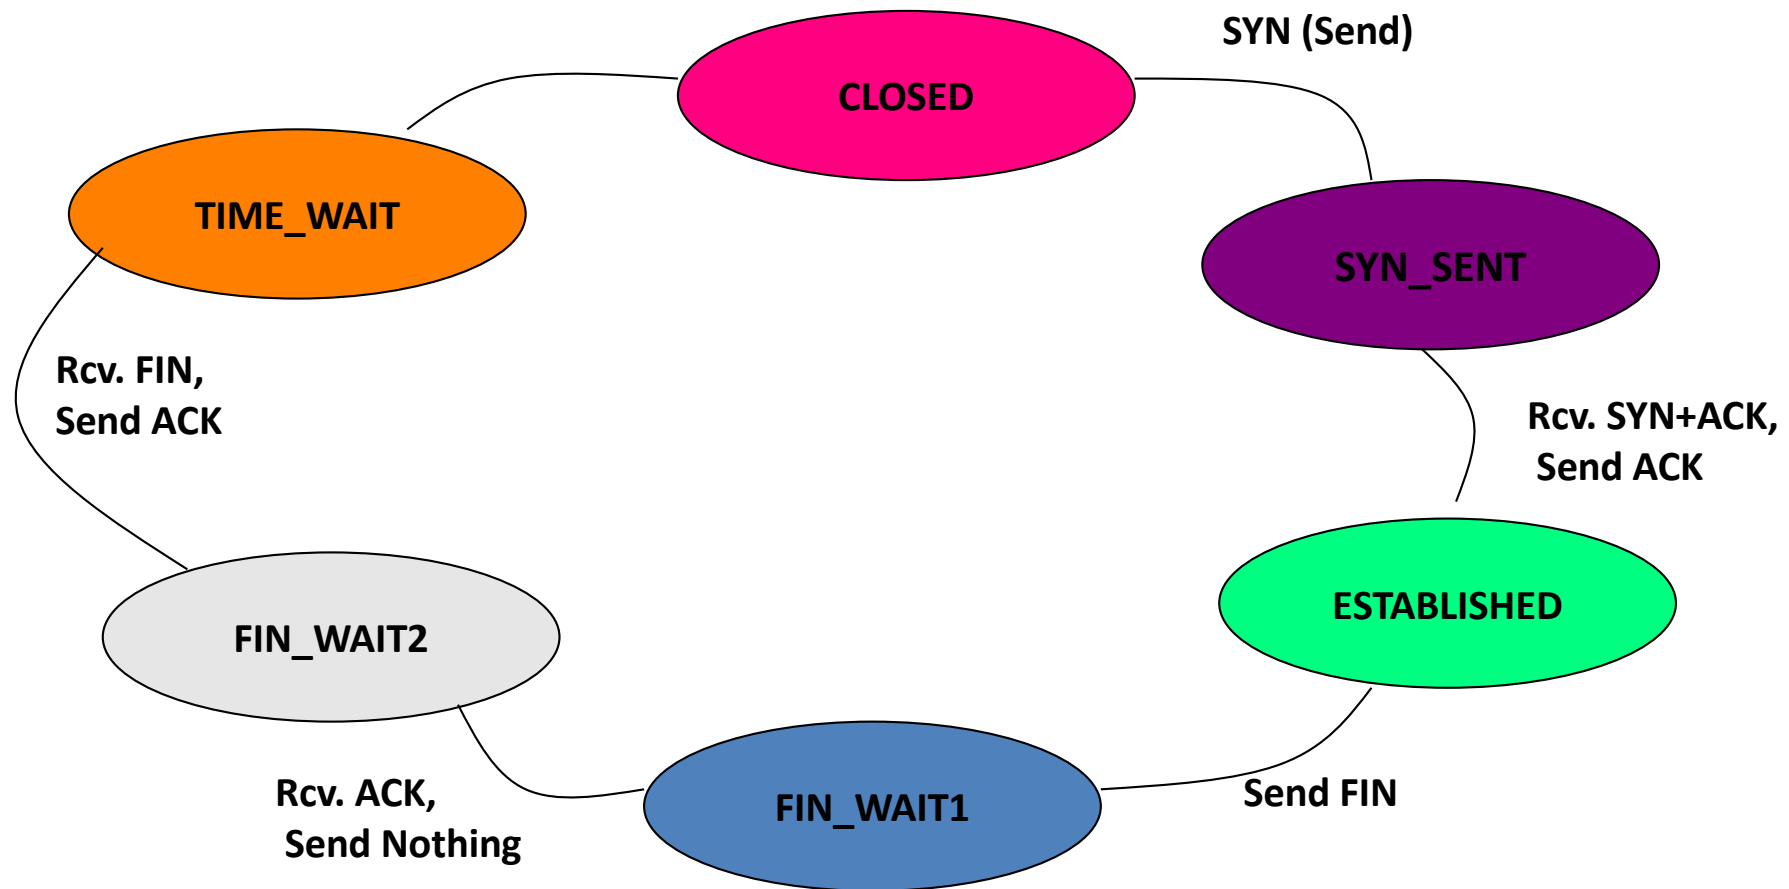 SYN (Send)
CLOSED
TIME_WAIT
SYN_SENT
Rcv. FIN,
Send ACK
Rcv. SYN+ACK,
Send ACK
ESTABLISHED
FIN_WAIT2
Rcv. ACK,
Send Nothing
FIN_WAIT1
Send FIN